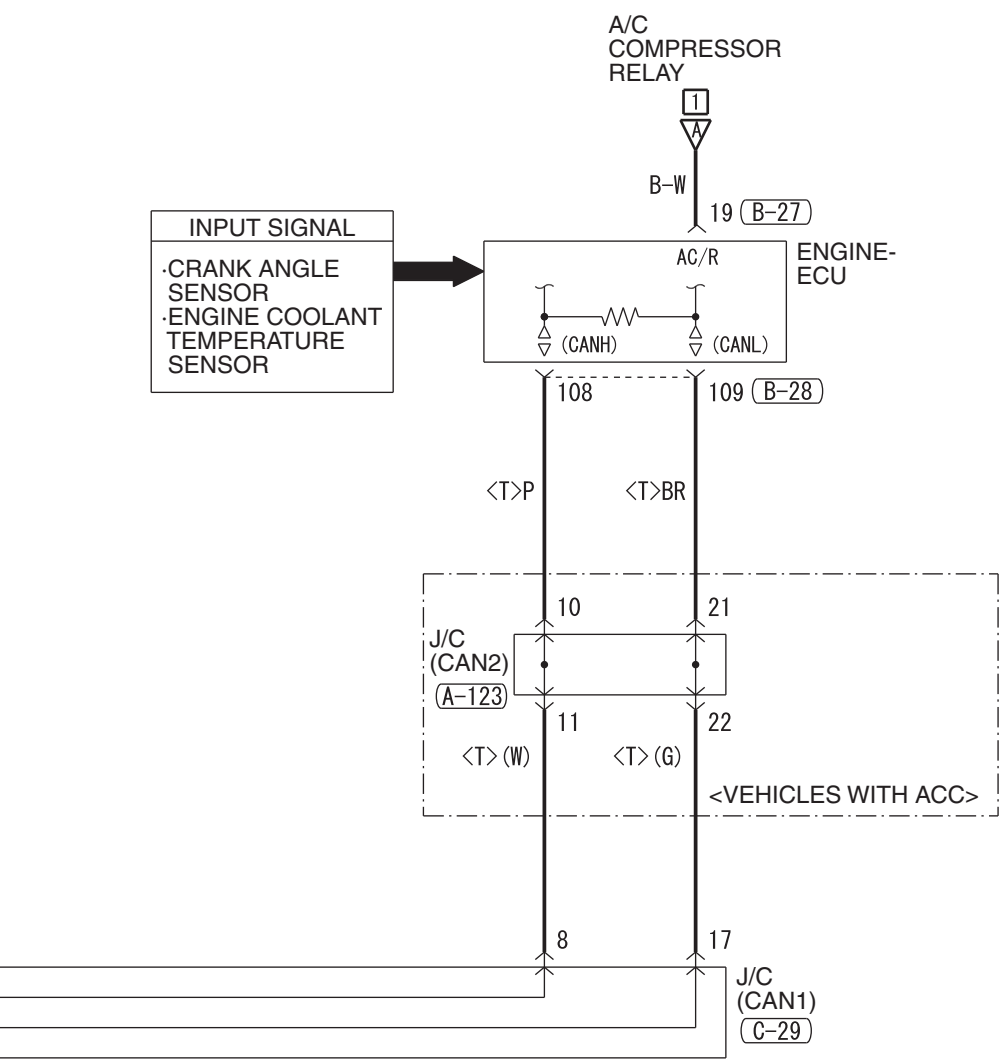 A/C
COMPRESSOR
RELAY
1
A
B-W
19 B-27
INPUT SIGNAL
·CRANK ANGLE
SENSOR
·ENGINE COOLANT
TEMPERATURE
SENSOR
AC/R
ENGINE-
ECU
(CANH)
(CANL)
108
109 B-28
<T>P
<T>BR
10
21
J/C
(CAN2)
A-123
11
22
<T>(W)
<T>(G)
<VEHICLES WITH ACC>
8
17
J/C
(CAN1)
C-29